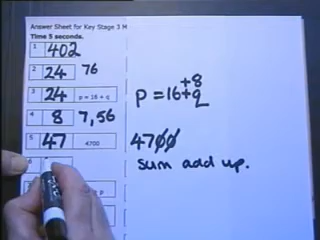 Answer Sheet for Key Stage 3 M
Time 5 seconds.
1 402
2 24 76
3 24 p = 16 + q
4 8 7,56
5 47 4700
6
+8
p = 16+q
4700
Sum add up.